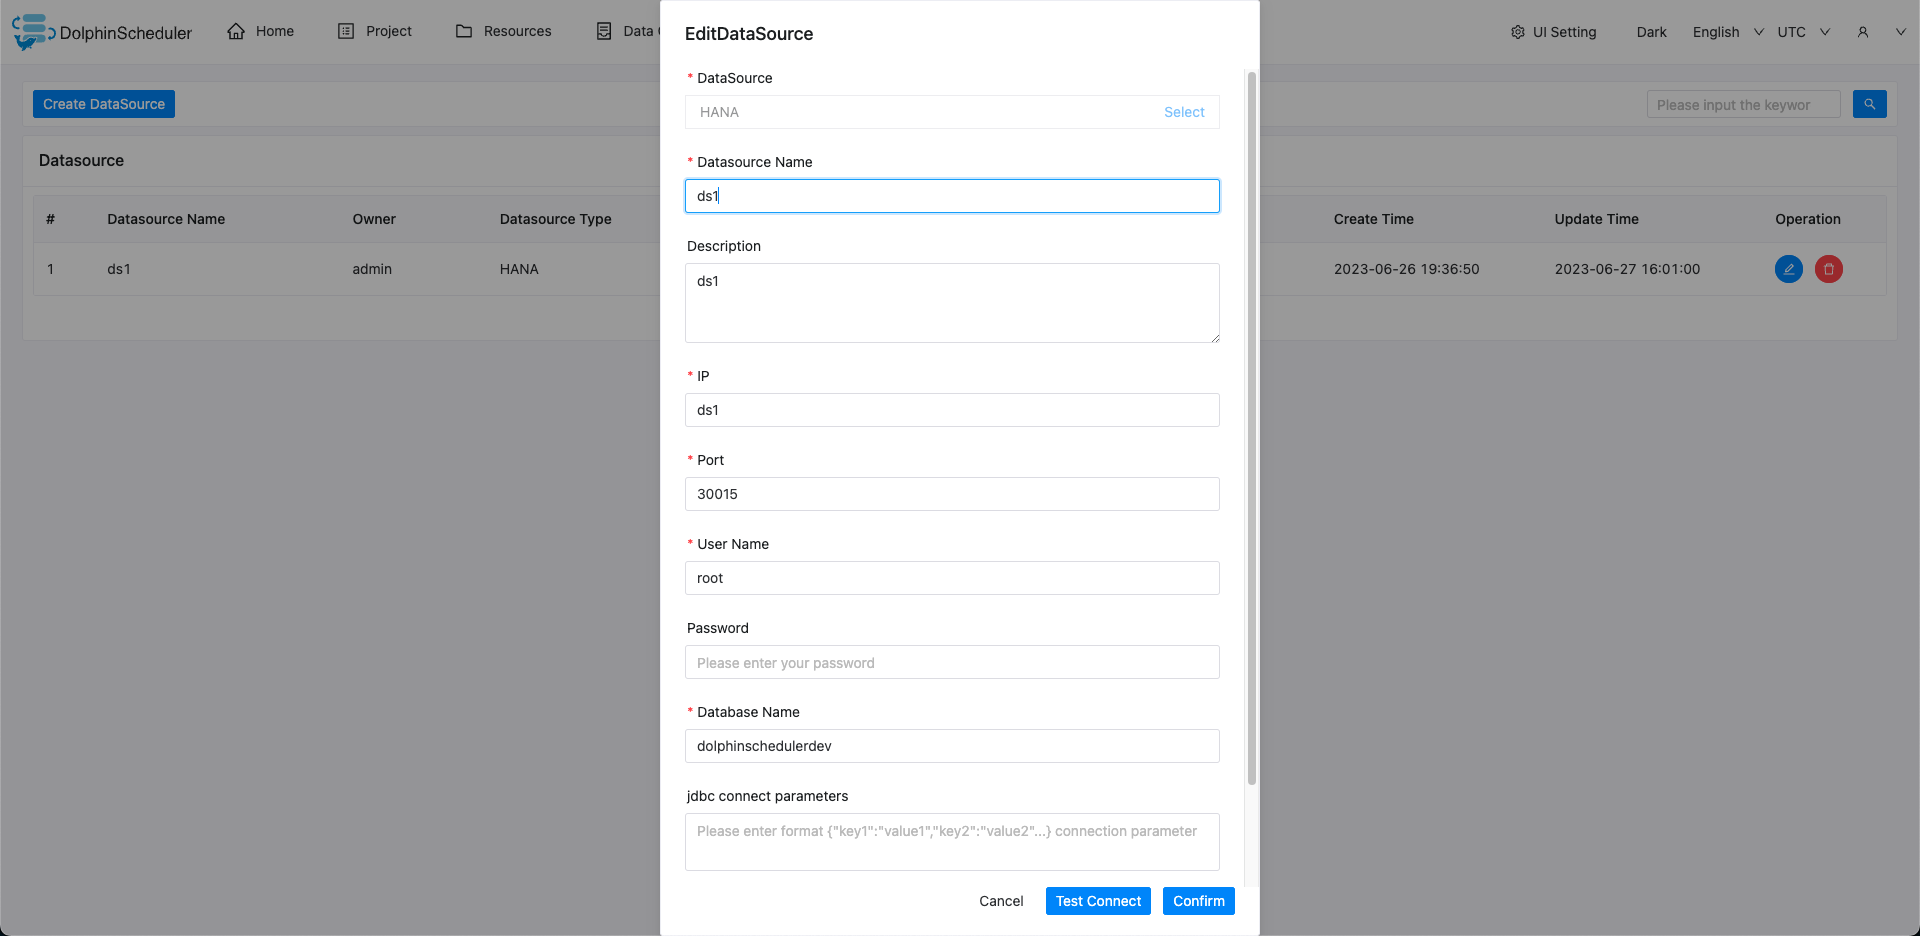 DolphinScheduler
Home
Project
Resources
Data
UI Setting
Dark
English
UTC
Create DataSource
Please input the keywor
Datasource
#
Datasource Name
Owner
Datasource Type
Create Time
Update Time
Operation
1
ds1
admin
HANA
2023-06-26 19:36:50
2023-06-27 16:01:00
EditDataSource
* DataSource
HANA
Select
* Datasource Name
ds1
Description
ds1
* IP
ds1
* Port
30015
* User Name
root
Password
Please enter your password
* Database Name
dolphinschedulerdev
jdbc connect parameters
Please enter format {"key1":"value1","key2":"value2"...} connection parameter
Cancel
Test Connect
Confirm